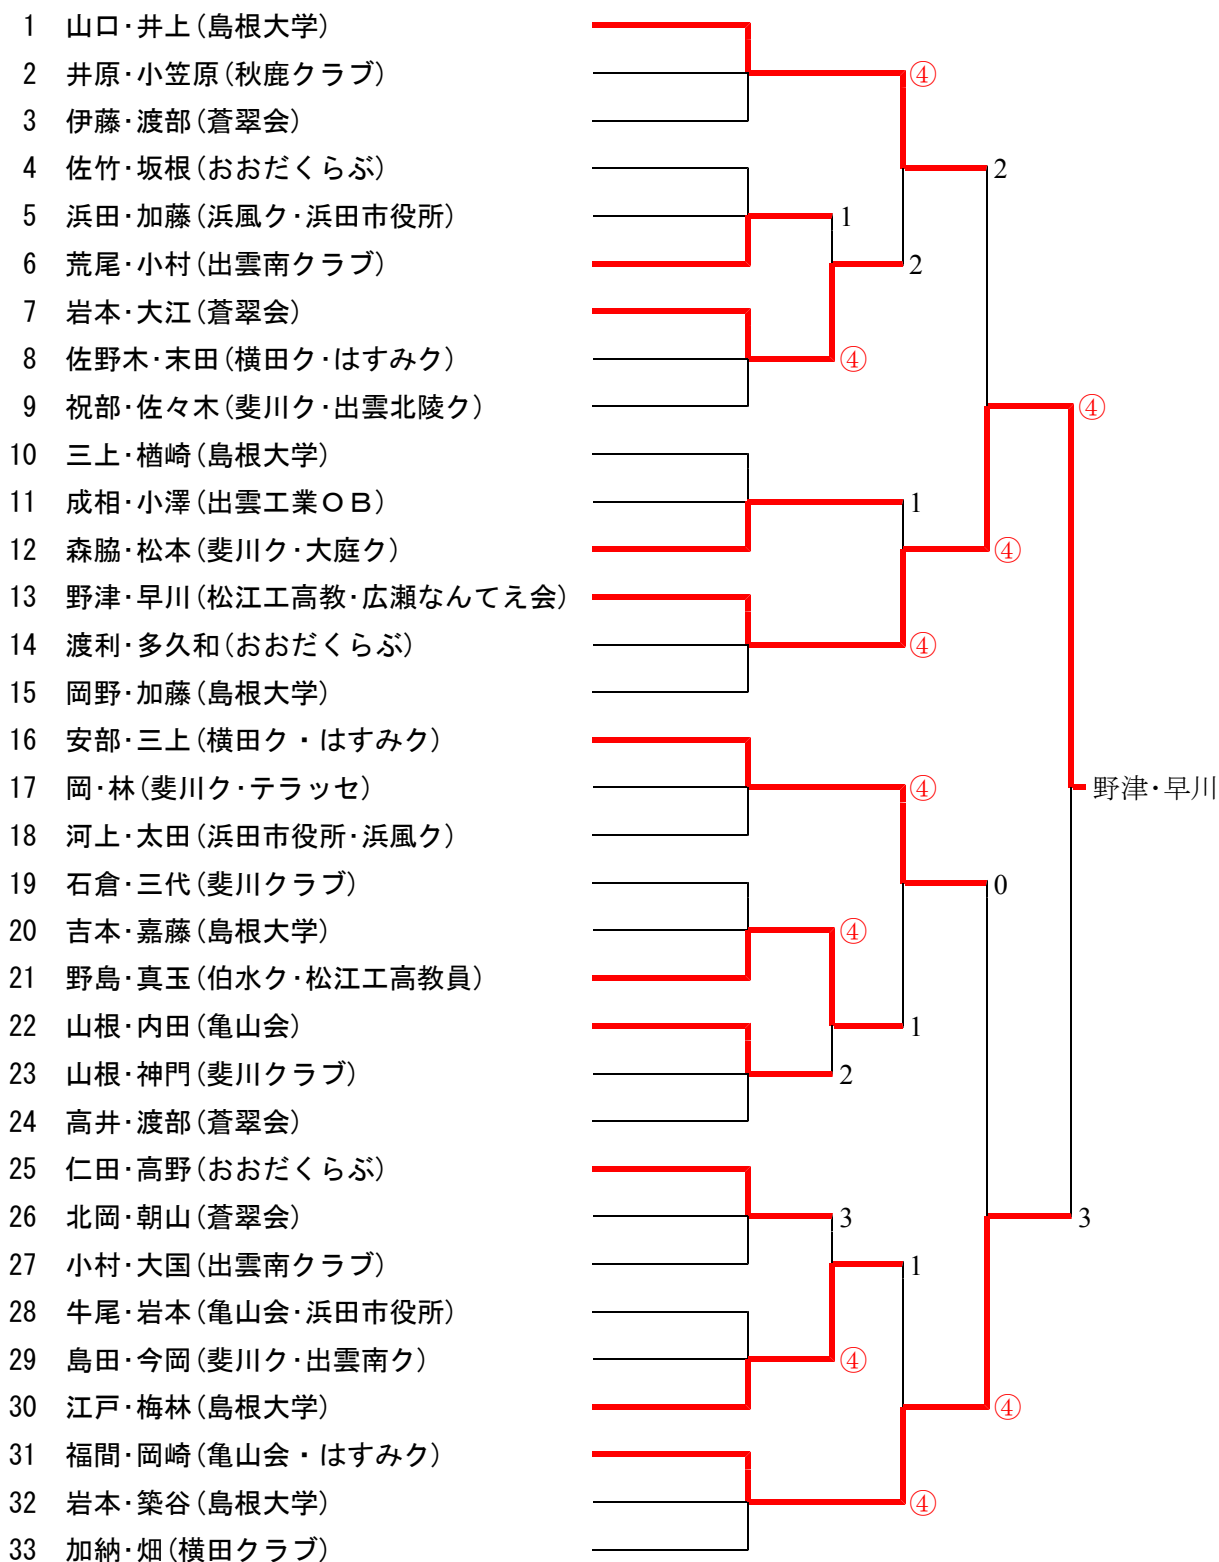 1 山口・井上(島根大学)
2 井原・小笠原(秋鹿クラブ)
④
3 伊藤・渡部(蒼翠会)
4 佐竹・坂根(おおだくらぶ)
2
5 浜田・加藤(浜風ク・浜田市役所)
1
6 荒尾・小村(出雲南クラブ)
2
7 岩本・大江(蒼翠会)
8 佐野木・末田(横田ク・はすみク)
④
9 祝部・佐々木(斐川ク・出雲北陵ク)
④
10 三上・楢崎(島根大学)
11 成相・小澤(出雲工業ＯＢ)
1
12 森脇・松本(斐川ク・大庭ク)
④
13 野津・早川(松江工高教・広瀬なんてえ会)
14 渡利・多久和(おおだくらぶ)
④
15 岡野・加藤(島根大学)
16 安部・三上(横田ク・はすみク)
17 岡・林(斐川ク・テラッセ)
④
野津・早川
18 河上・太田(浜田市役所・浜風ク)
19 石倉・三代(斐川クラブ)
0
20 吉本・嘉藤(島根大学)
④
21 野島・真玉(伯水ク・松江工高教員)
22 山根・内田(亀山会)
1
23 山根・神門(斐川クラブ)
2
24 高井・渡部(蒼翠会)
25 仁田・高野(おおだくらぶ)
26 北岡・朝山(蒼翠会)
3
3
27 小村・大国(出雲南クラブ)
1
28 牛尾・岩本(亀山会・浜田市役所)
29 島田・今岡(斐川ク・出雲南ク)
④
30 江戸・梅林(島根大学)
④
31 福間・岡崎(亀山会・はすみク)
32 岩本・築谷(島根大学)
④
33 加納・畑(横田クラブ)